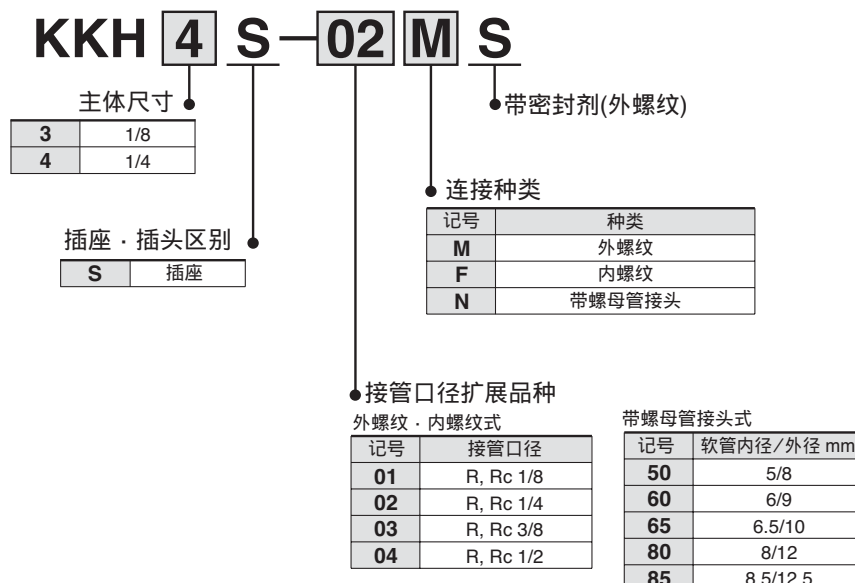 KKH 4 S — 02 M S
主体尺寸
3 1/8
4 1/4
插座 · 插头区别
S 插座
带密封剂(外螺纹)
连接种类
记号 种类
M 外螺纹
F 内螺纹
N 带螺母管接头
接管口径扩展品种
外螺纹 · 内螺纹式
记号 接管口径
01 R, Rc 1/8
02 R, Rc 1/4
03 R, Rc 3/8
04 R, Rc 1/2
带螺母管接头式
记号 软管内径/外径 mm
50 5/8
60 6/9
65 6.5/10
80 8/12
85 8.5/12.5